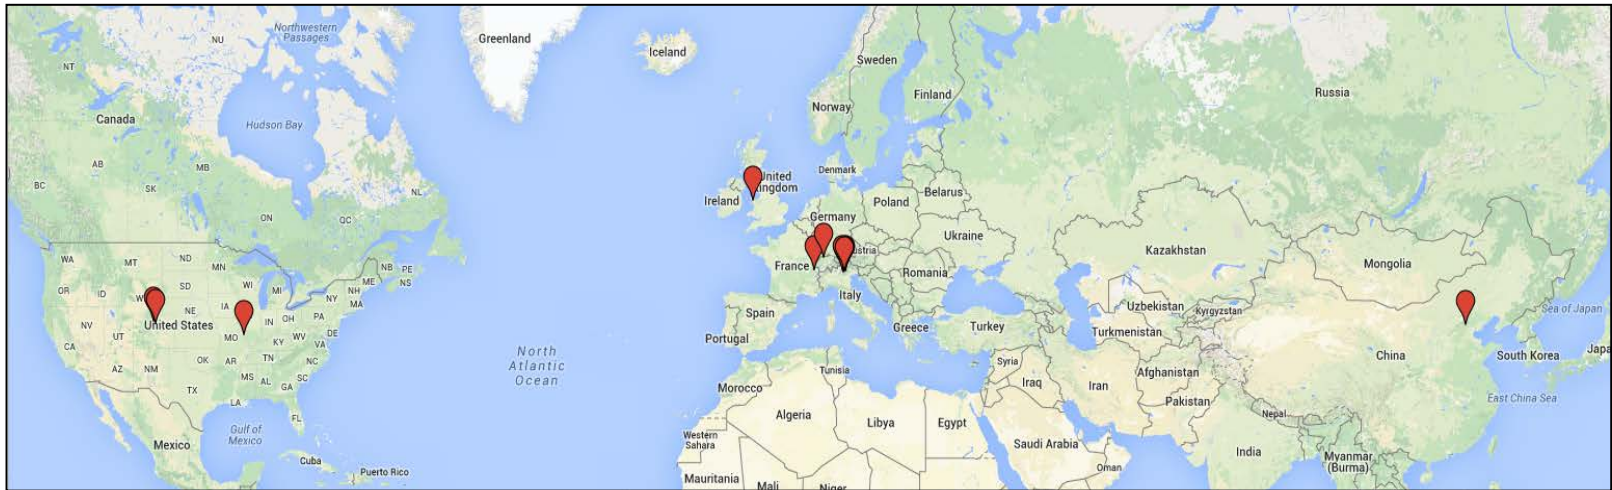 Northwestern
Passages
NU
Greenland
Iceland
Sweden
Finland
Norway
Russia
NT
Canada
Hudson Bay
AB
MB
BC
SK
NL
ON
QC
United
Kingdom
Ireland
Denmark
Belarus
Poland
Germany
Ukraine
Kazakhstan
Mongolia
Austria
France
Romania
Italy
WA
MT
ND
MN
NB
PE
NS
ME
OR
ID
SD
WI
MI
NH
NY
MA
W
NE
IA
United States
IN
OH
PA
NV
UT
MO
KY
WV
DE
VA
CA
OK
AR
TN
NC
AZ
NM
MS
AL
SC
GA
TX
LA
FL
North
Atlantic
Ocean
Spain
Portugal
Greece
Turkey
Uzbekistan
Kyrgyzstan
Turkmenistan
Sea of Japan
China
South Korea
Japa
Syria
Tunisia
Afghanistan
Iraq
Iran
Morocco
Pakistan
East China Sea
Algeria
Libya
Egypt
Nepal
Gulf of
Mexico
Mexico
Western
Sahara
Saudi Arabia
India
Myanmar
(Burma)
Cuba
Puerto Rico
Oman
Mauritania
Mali
Niger